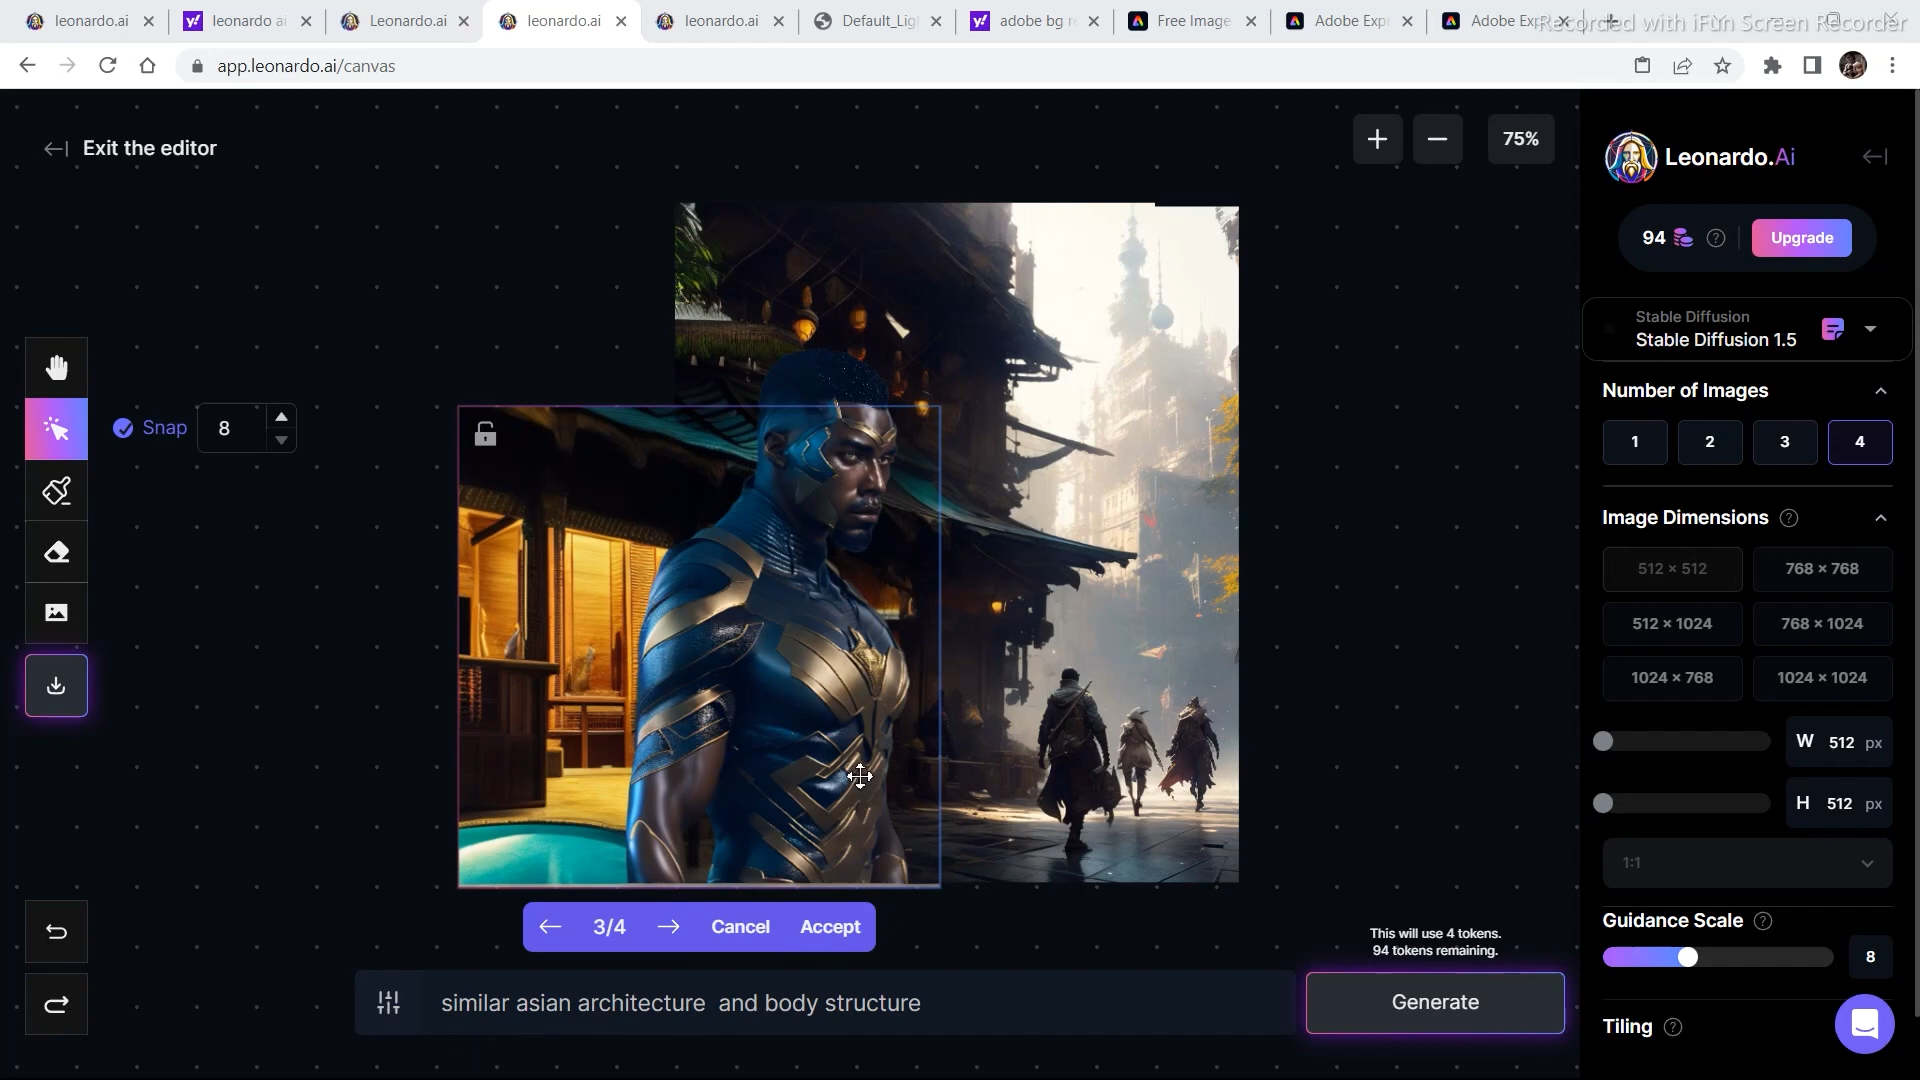 leonardo.ai
leonardo ai
Leonardo.ai
leonardo.ai
leonardo.ai
Default_Lig
adobe bg re
Free Image
Adobe Expr
Adobe Exp
Recorded with iFun Screen Recorder
app.leonardo.ai/canvas
Exit the editor
75%
Leonardo.Ai
94
Upgrade
Stable Diffusion
Stable Diffusion 1.5
Number of Images
1 2 3 4
Snap 8
Image Dimensions
512 × 512 768 × 768
512 × 1024 768 × 1024
1024 × 768 1024 × 1024
W 512 px
H 512 px
1:1
Guidance Scale
8
3/4 Cancel Accept
This will use 4 tokens.
94 tokens remaining.
similar asian architecture  and body structure
Generate
Tiling